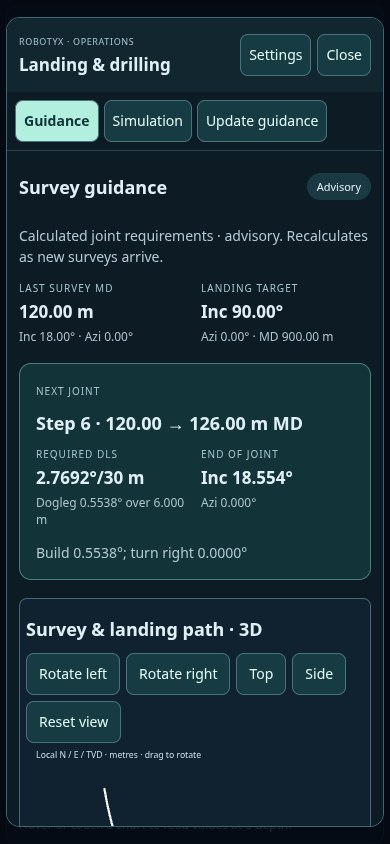 ROBOTYX · OPERATIONS
Landing & drilling
Settings
Close
Guidance
Simulation
Update guidance
Survey guidance
Advisory
Calculated joint requirements · advisory. Recalculates
as new surveys arrive.
LAST SURVEY MD
LANDING TARGET
120.00 m
Inc 90.00°
Inc 18.00° · Azi 0.00°
Azi 0.00° · MD 900.00 m
NEXT JOINT
Step 6 · 120.00 → 126.00 m MD
REQUIRED DLS
END OF JOINT
2.7692°/30 m
Inc 18.554°
Dogleg 0.5538° over 6.000
m
Azi 0.000°
Build 0.5538°; turn right 0.0000°
Survey & landing path · 3D
Rotate left
Rotate right
Top
Side
Reset view
Local N / E / TVD · metres · drag to rotate